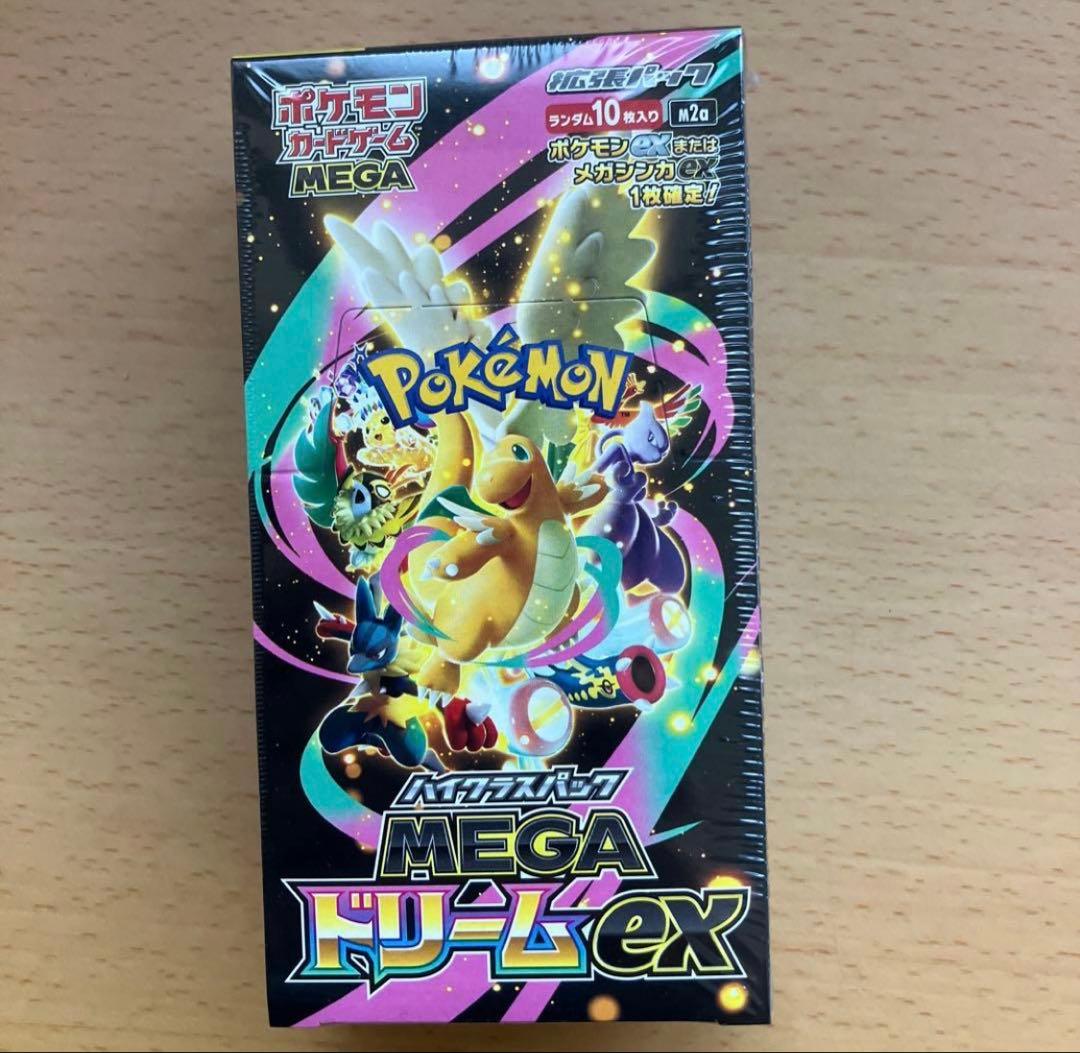 ポケモン
カードゲーム
MEGA
拡張パック
ランダム10枚入り M2a
ポケモンexまたは
メガシンカex
1枚確定!
POKéMON
TM
ハイクラスパック
MEGA
ドリームex